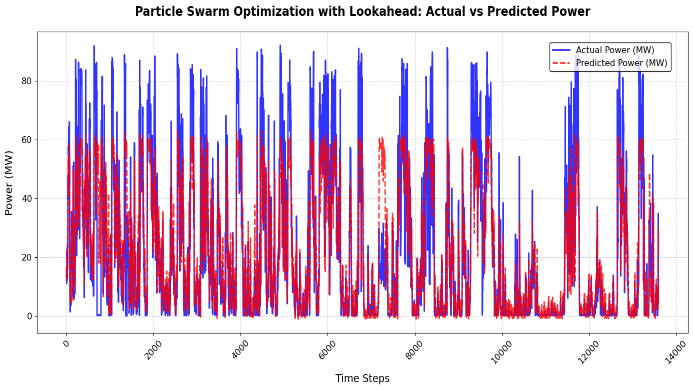 Particle Swarm Optimization with Lookahead: Actual vs Predicted Power
Actual Power (MW)
Predicted Power (MW)
Power (MW)
80
60
40
20
0
0
2000
4000
6000
8000
10000
12000
14000
Time Steps